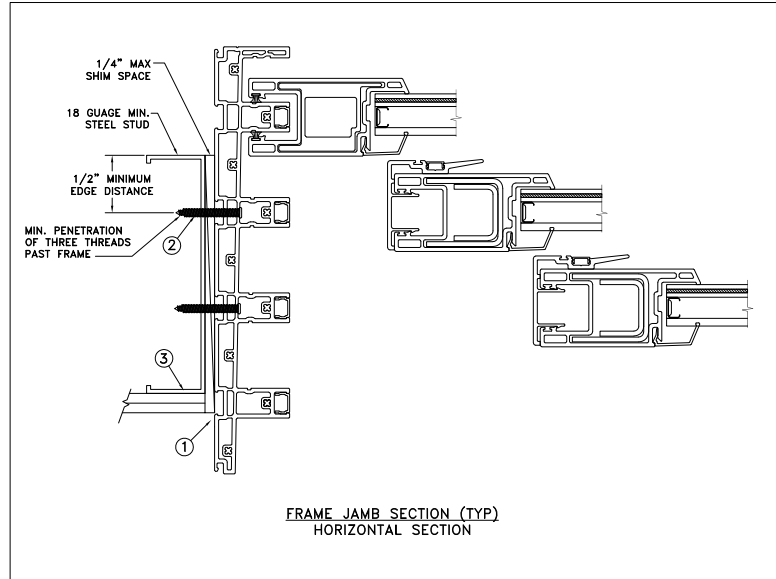 1/4" MAX
SHIM SPACE
18 GUAGE MIN.
STEEL STUD
1/2" MINIMUM
EDGE DISTANCE
MIN. PENETRATION
OF THREE THREADS
PAST FRAME
2
3
1
FRAME JAMB SECTION (TYP)
HORIZONTAL SECTION